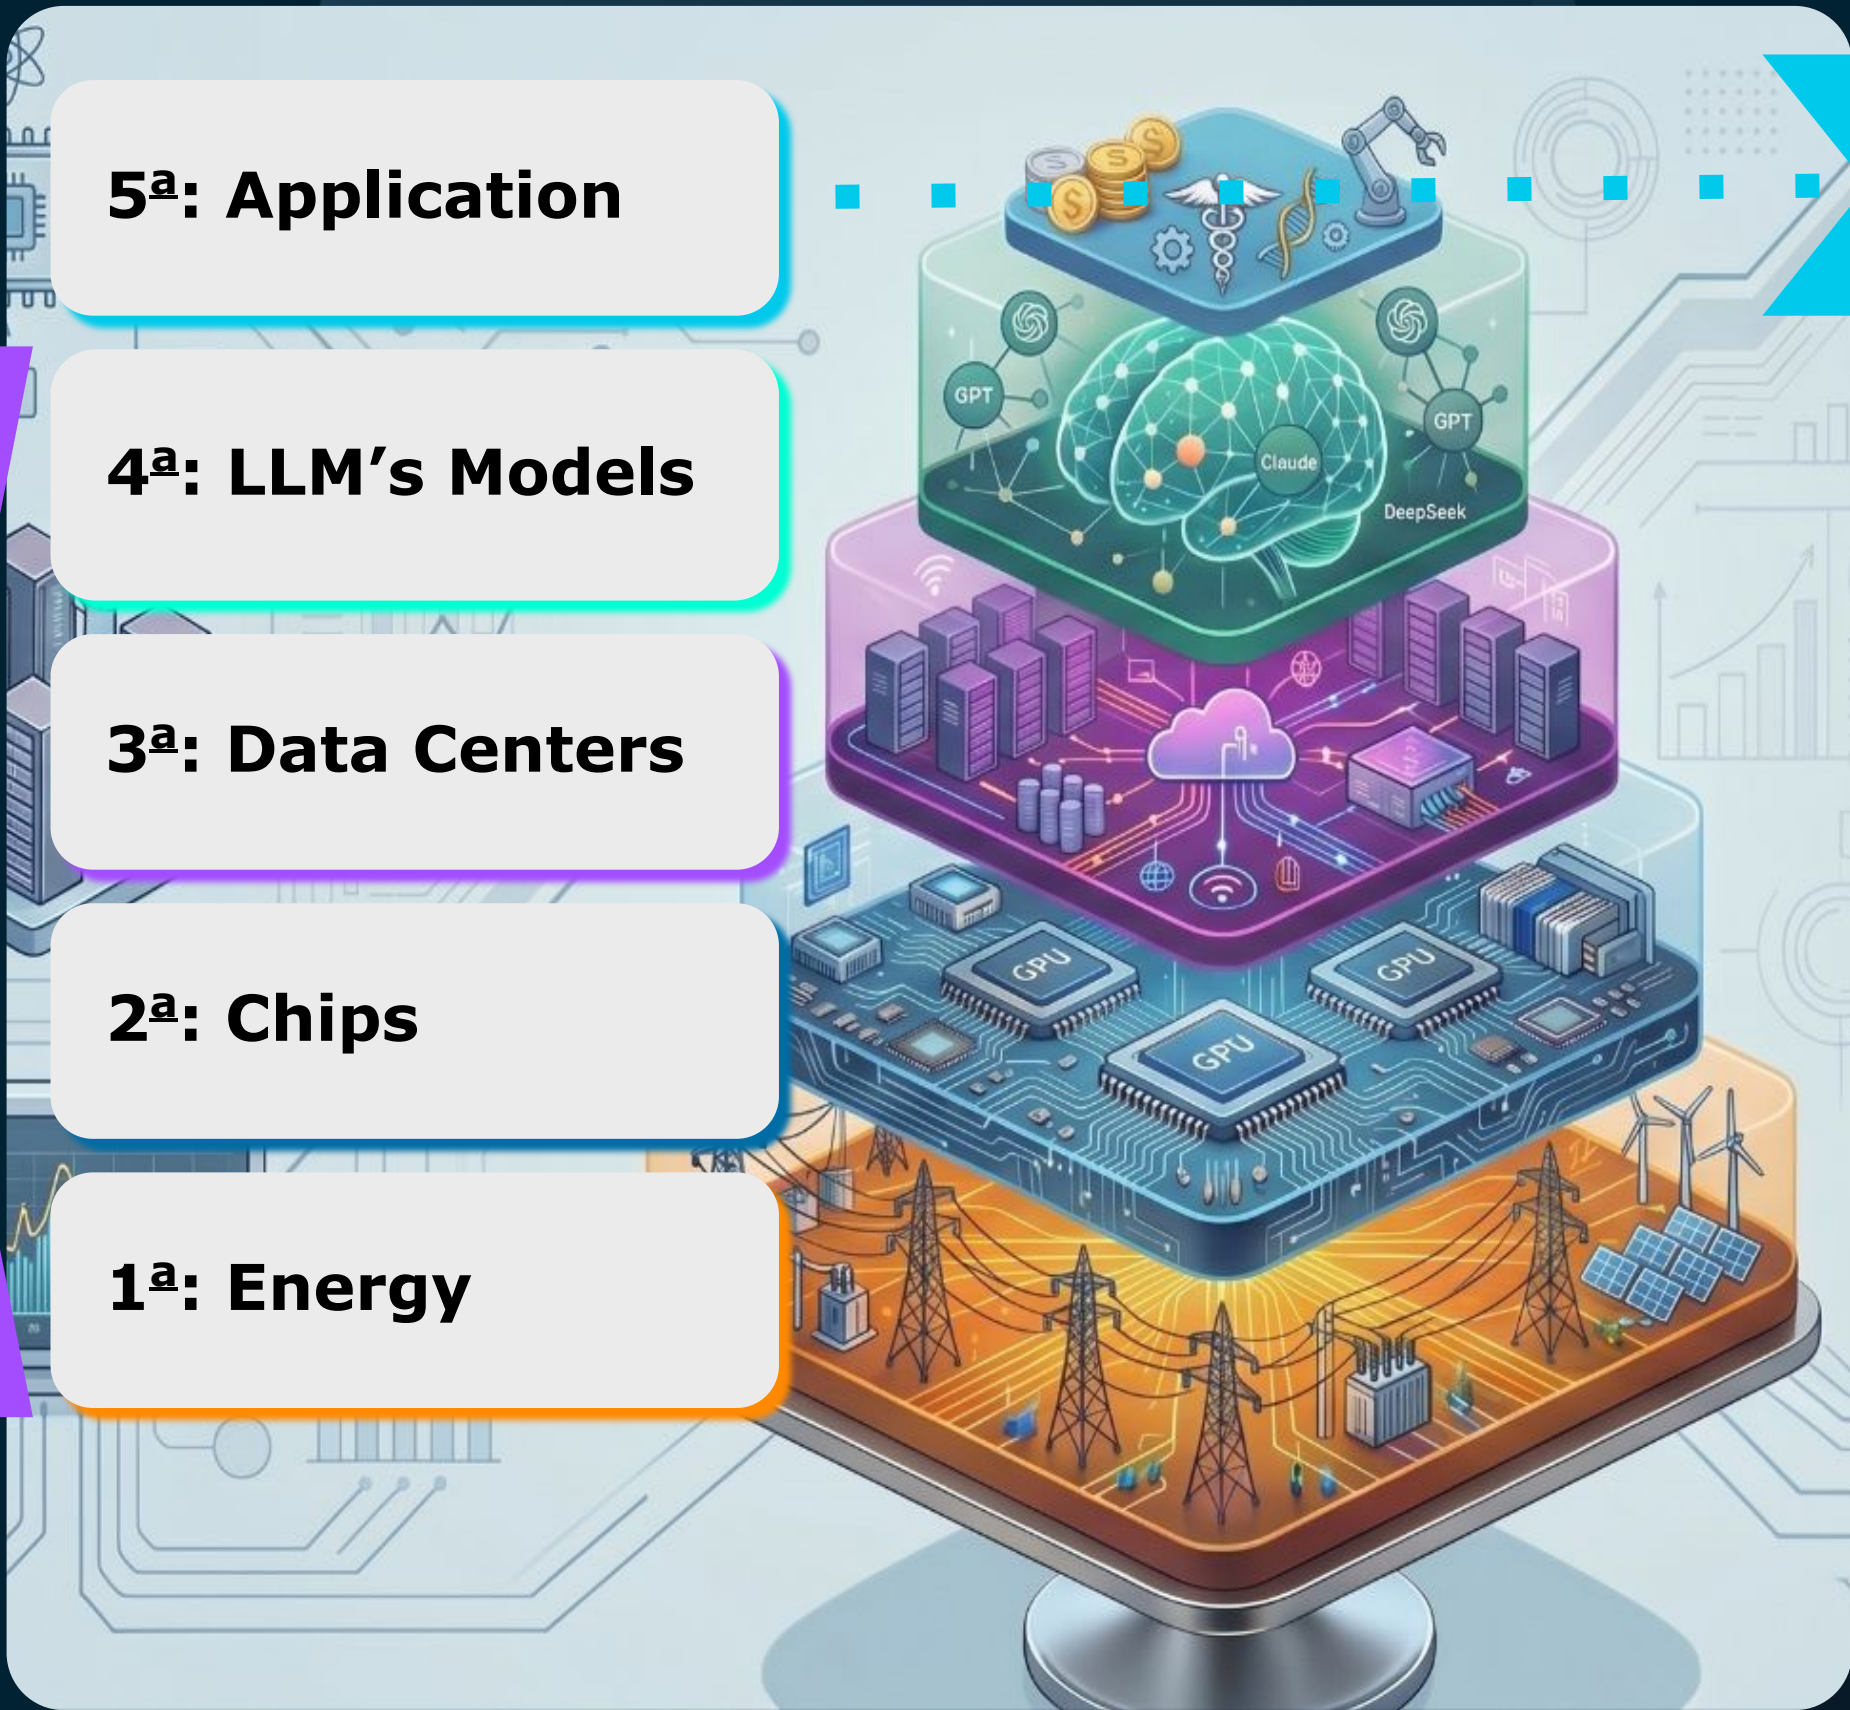 5ª: Application
4ª: LLM’s Models
3ª: Data Centers
2ª: Chips
1ª: Energy
GPT
GPT
Claude
DeepSeek
GPU
GPU
GPU